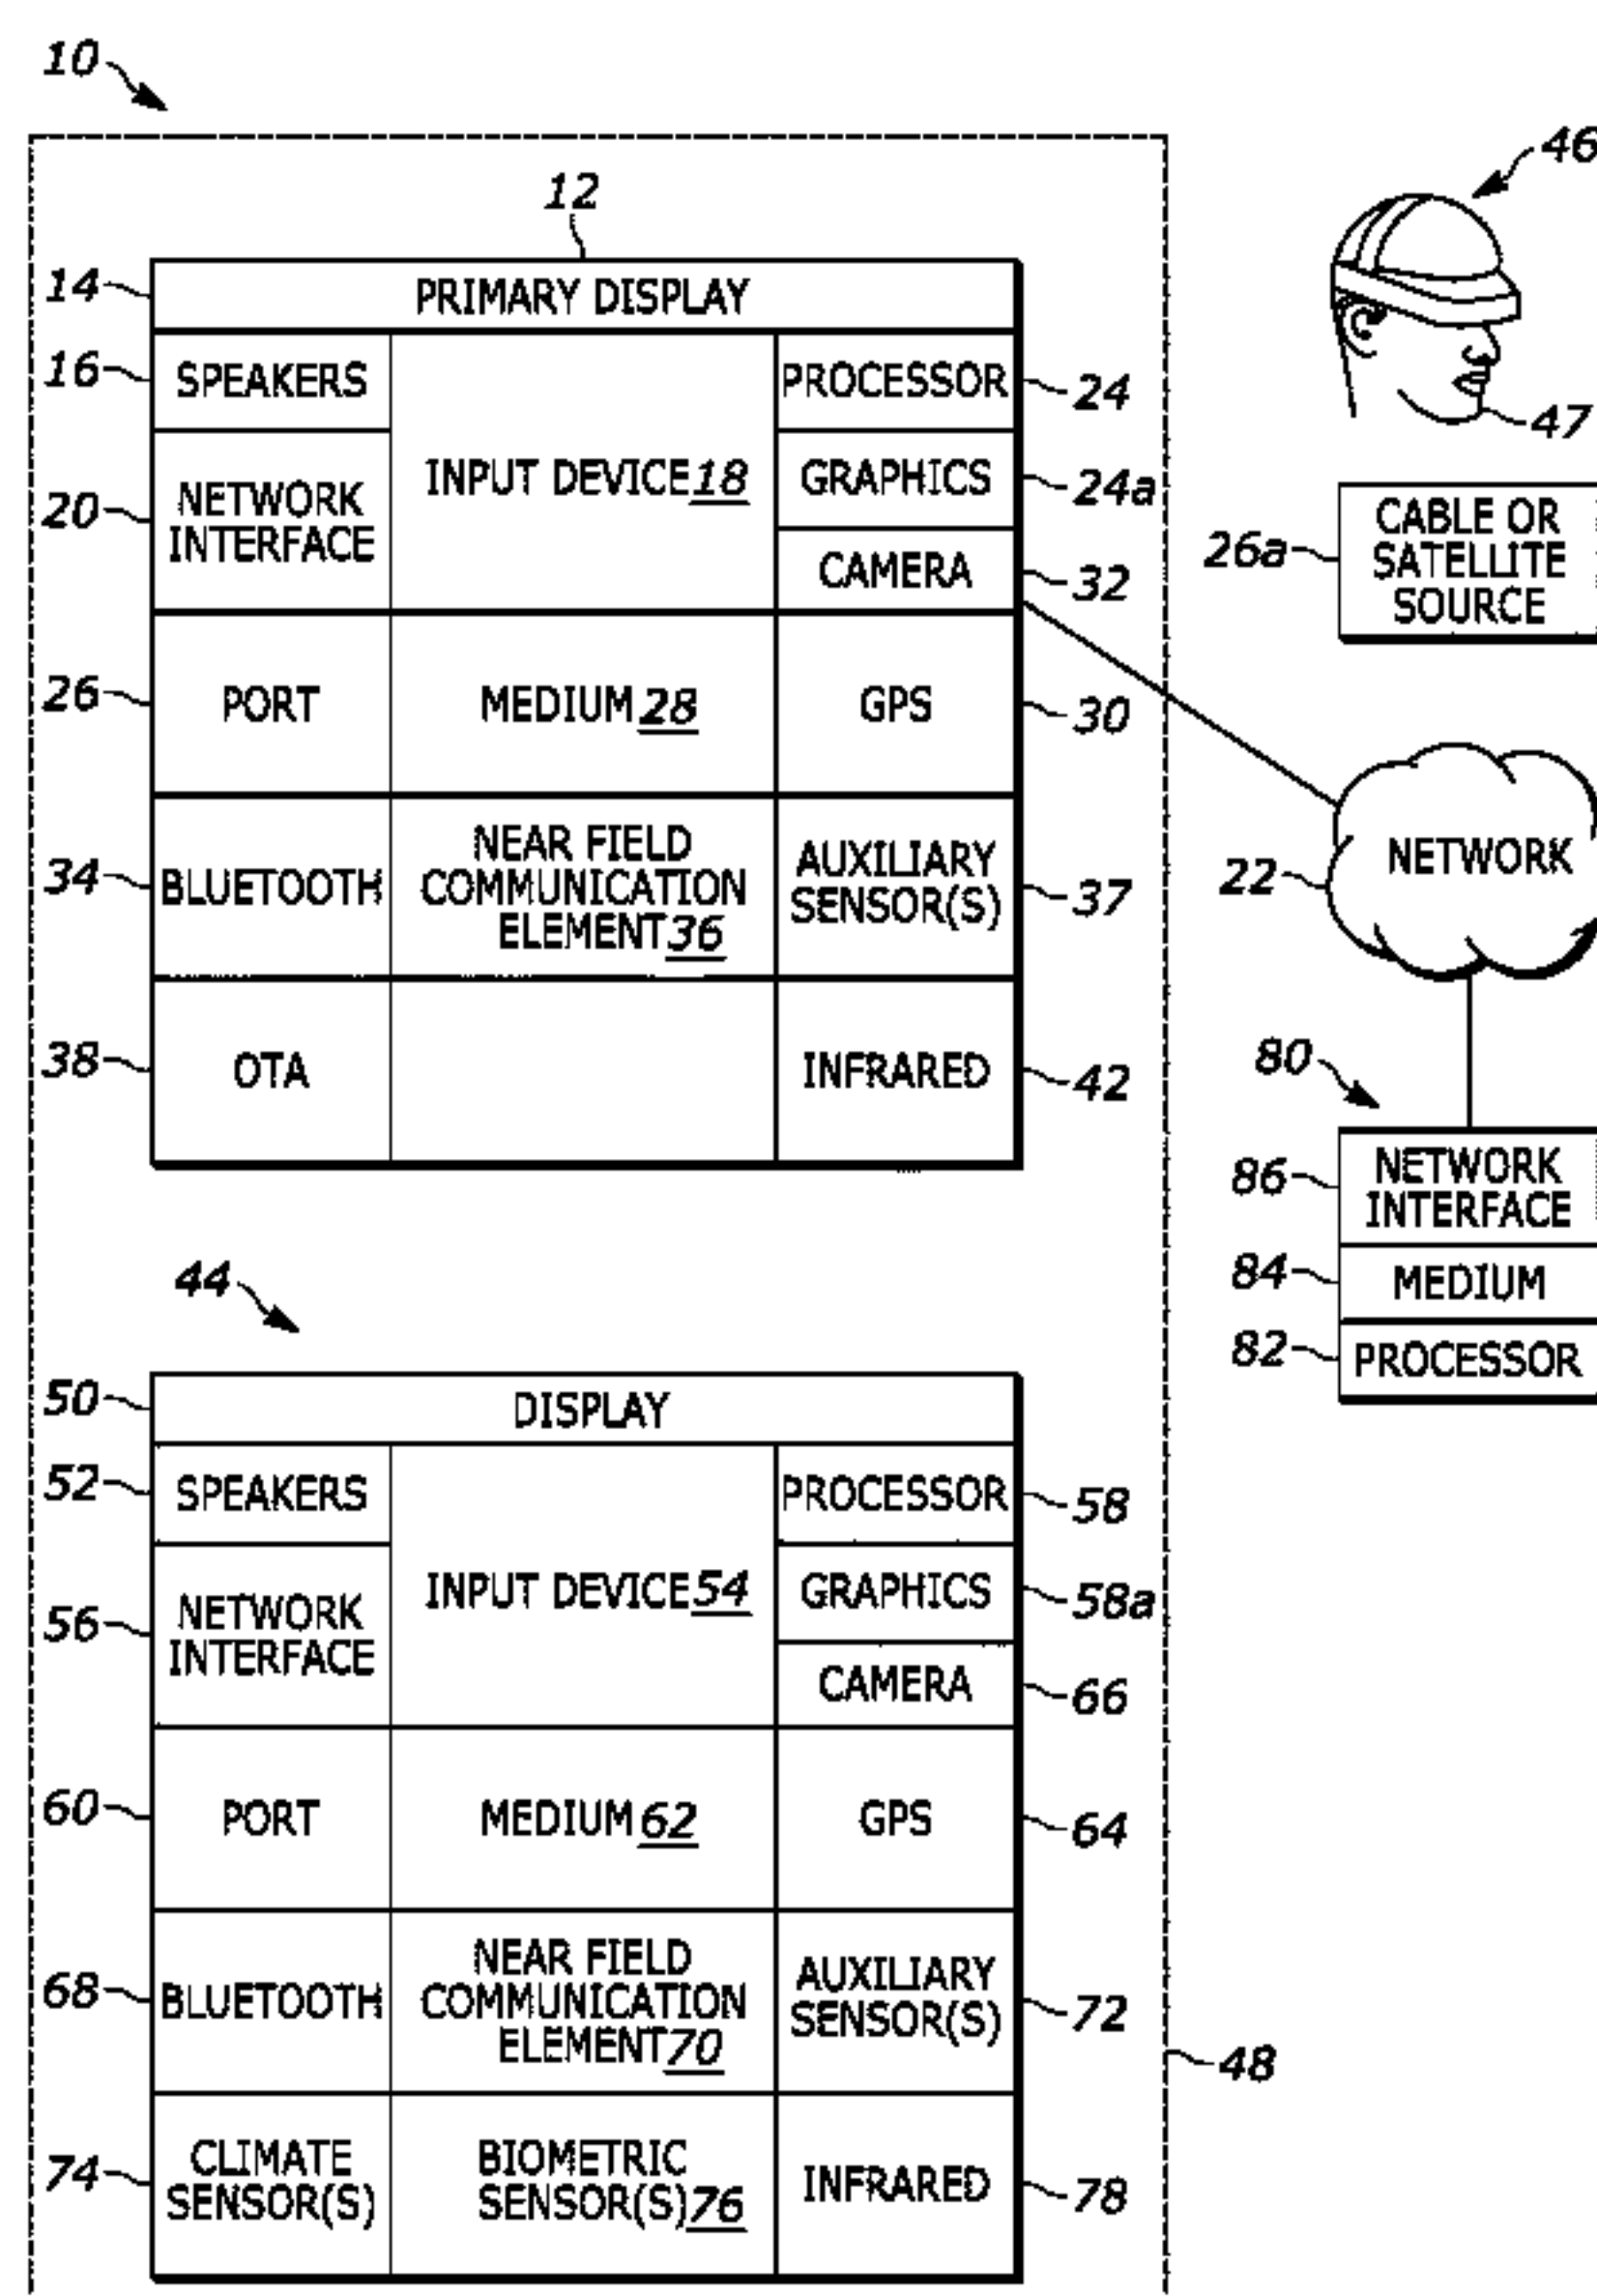 10
46
12
14 PRIMARY DISPLAY
16 SPEAKERS PROCESSOR 24
47
INPUT DEVICE 18 GRAPHICS 24a
20 NETWORK
INTERFACE
CAMERA 32
26a CABLE OR
SATELLITE
SOURCE
26 PORT MEDIUM 28 GPS 30
22 NETWORK
34 BLUETOOTH NEAR FIELD
COMMUNICATION
ELEMENT 36
AUXILIARY
SENSOR(S) 37
38 OTA INFRARED 42
80
86 NETWORK
INTERFACE
84 MEDIUM
82 PROCESSOR
44
50 DISPLAY
52 SPEAKERS PROCESSOR 58
INPUT DEVICE 54 GRAPHICS 58a
56 NETWORK
INTERFACE
CAMERA 66
60 PORT MEDIUM 62 GPS 64
68 BLUETOOTH NEAR FIELD
COMMUNICATION
ELEMENT 70
AUXILIARY
SENSOR(S) 72
48
74 CLIMATE
SENSOR(S)
BIOMETRIC
SENSOR(S) 76
INFRARED 78